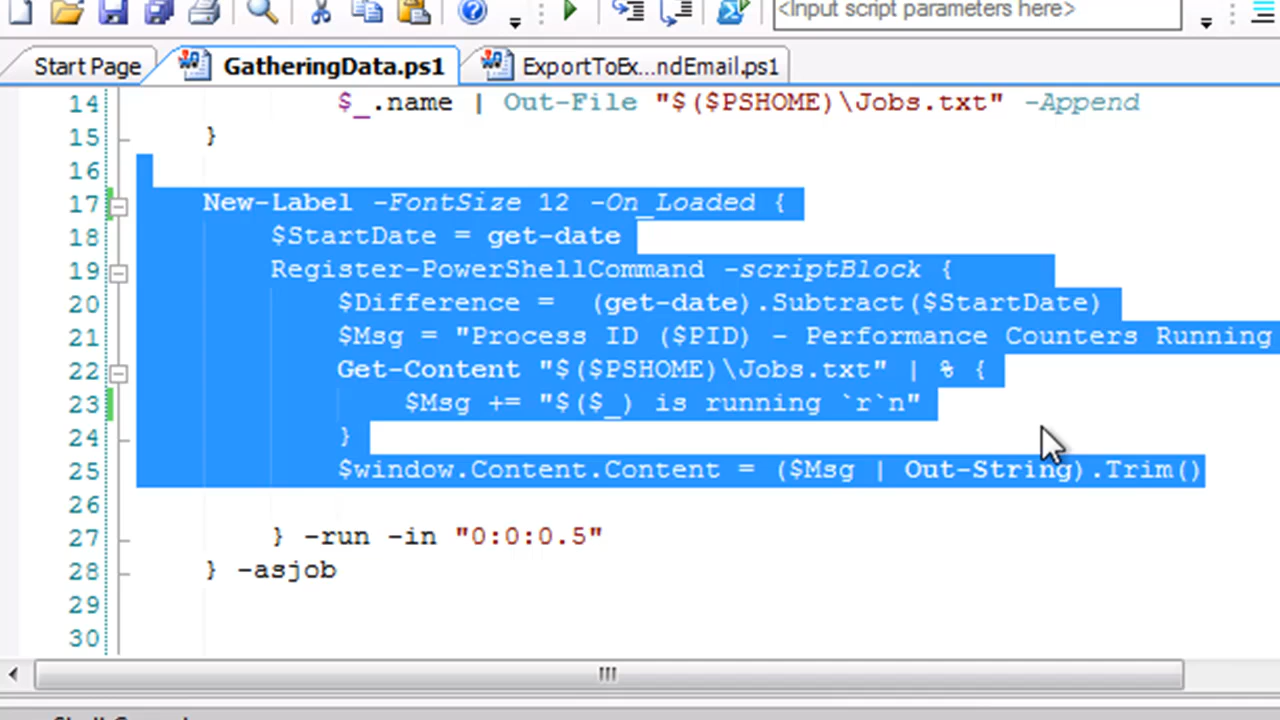 <Input script parameters here>
Start Page
GatheringData.ps1
ExportToEx...ndEmail.ps1
14 $_.name | Out-File "$($PSHOME)\Jobs.txt" -Append
15 }
16
17 New-Label -FontSize 12 -On_Loaded {
18 $StartDate = get-date
19 Register-PowerShellCommand -scriptBlock {
20 $Difference = (get-date).Subtract($StartDate)
21 $Msg = "Process ID ($PID) - Performance Counters Running
22 Get-Content "$($PSHOME)\Jobs.txt" | % {
23 $Msg += "$($_) is running `r`n"
24 }
25 $window.Content.Content = ($Msg | Out-String).Trim()
26
27 } -run -in "0:0:0.5"
28 } -asjob
29
30